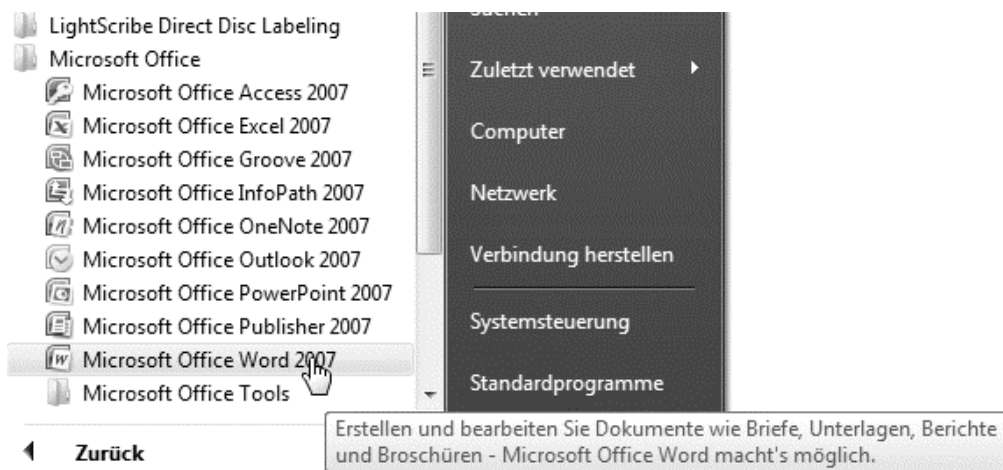 LightScribe Direct Disc Labeling
Microsoft Office
Microsoft Office Access 2007
Microsoft Office Excel 2007
Microsoft Office Groove 2007
Microsoft Office InfoPath 2007
Microsoft Office OneNote 2007
Microsoft Office Outlook 2007
Microsoft Office PowerPoint 2007
Microsoft Office Publisher 2007
Microsoft Office Word 2007
Microsoft Office Tools
Zurück
Suchen
Zuletzt verwendet
Computer
Netzwerk
Verbindung herstellen
Systemsteuerung
Standardprogramme
Erstellen und bearbeiten Sie Dokumente wie Briefe, Unterlagen, Berichte
und Broschüren - Microsoft Office Word macht's möglich.